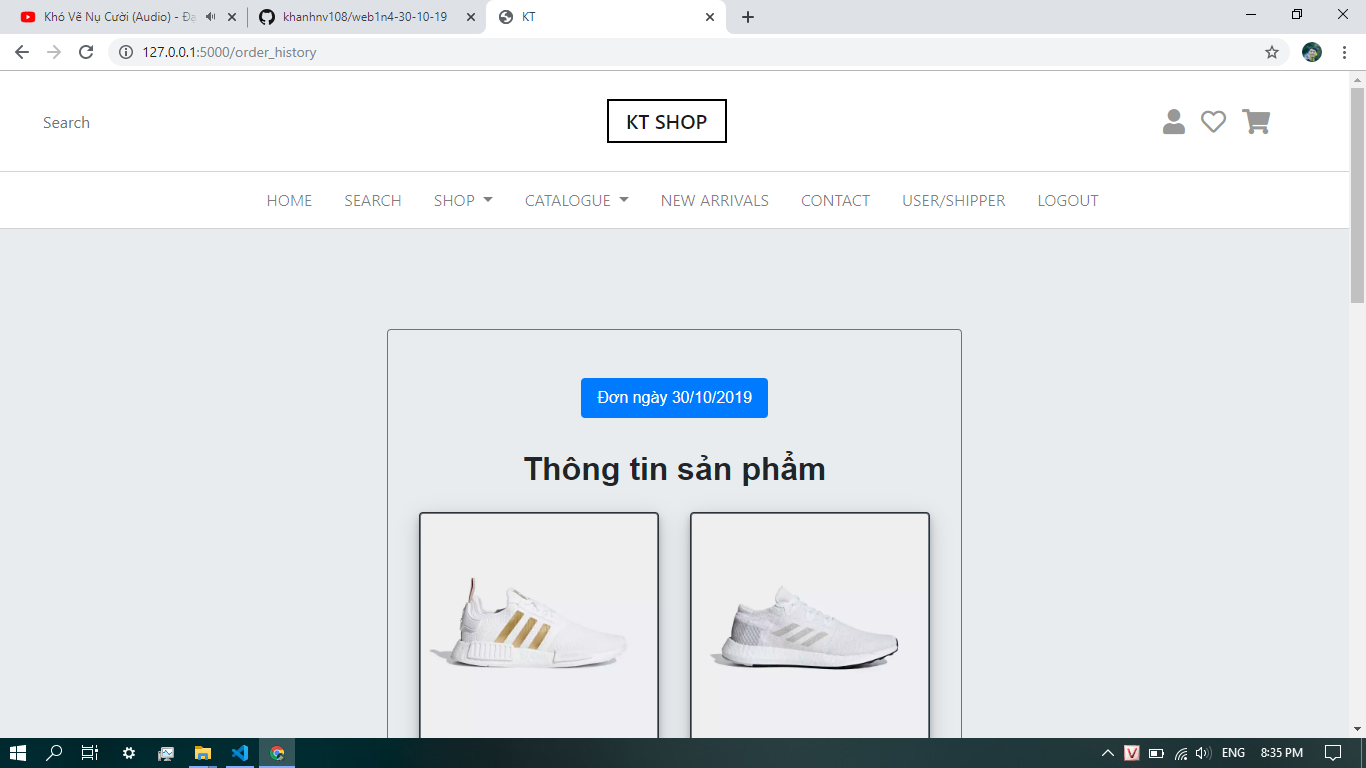 Khó Vẽ Nụ Cười (Audio) - Đạ
khanhnv108/web1n4-30-10-19
KT
127.0.0.1:5000/order_history
Search
KT SHOP
HOME SEARCH SHOP CATALOGUE NEW ARRIVALS CONTACT USER/SHIPPER LOGOUT
Đơn ngày 30/10/2019
Thông tin sản phẩm
V ENG 8:35 PM